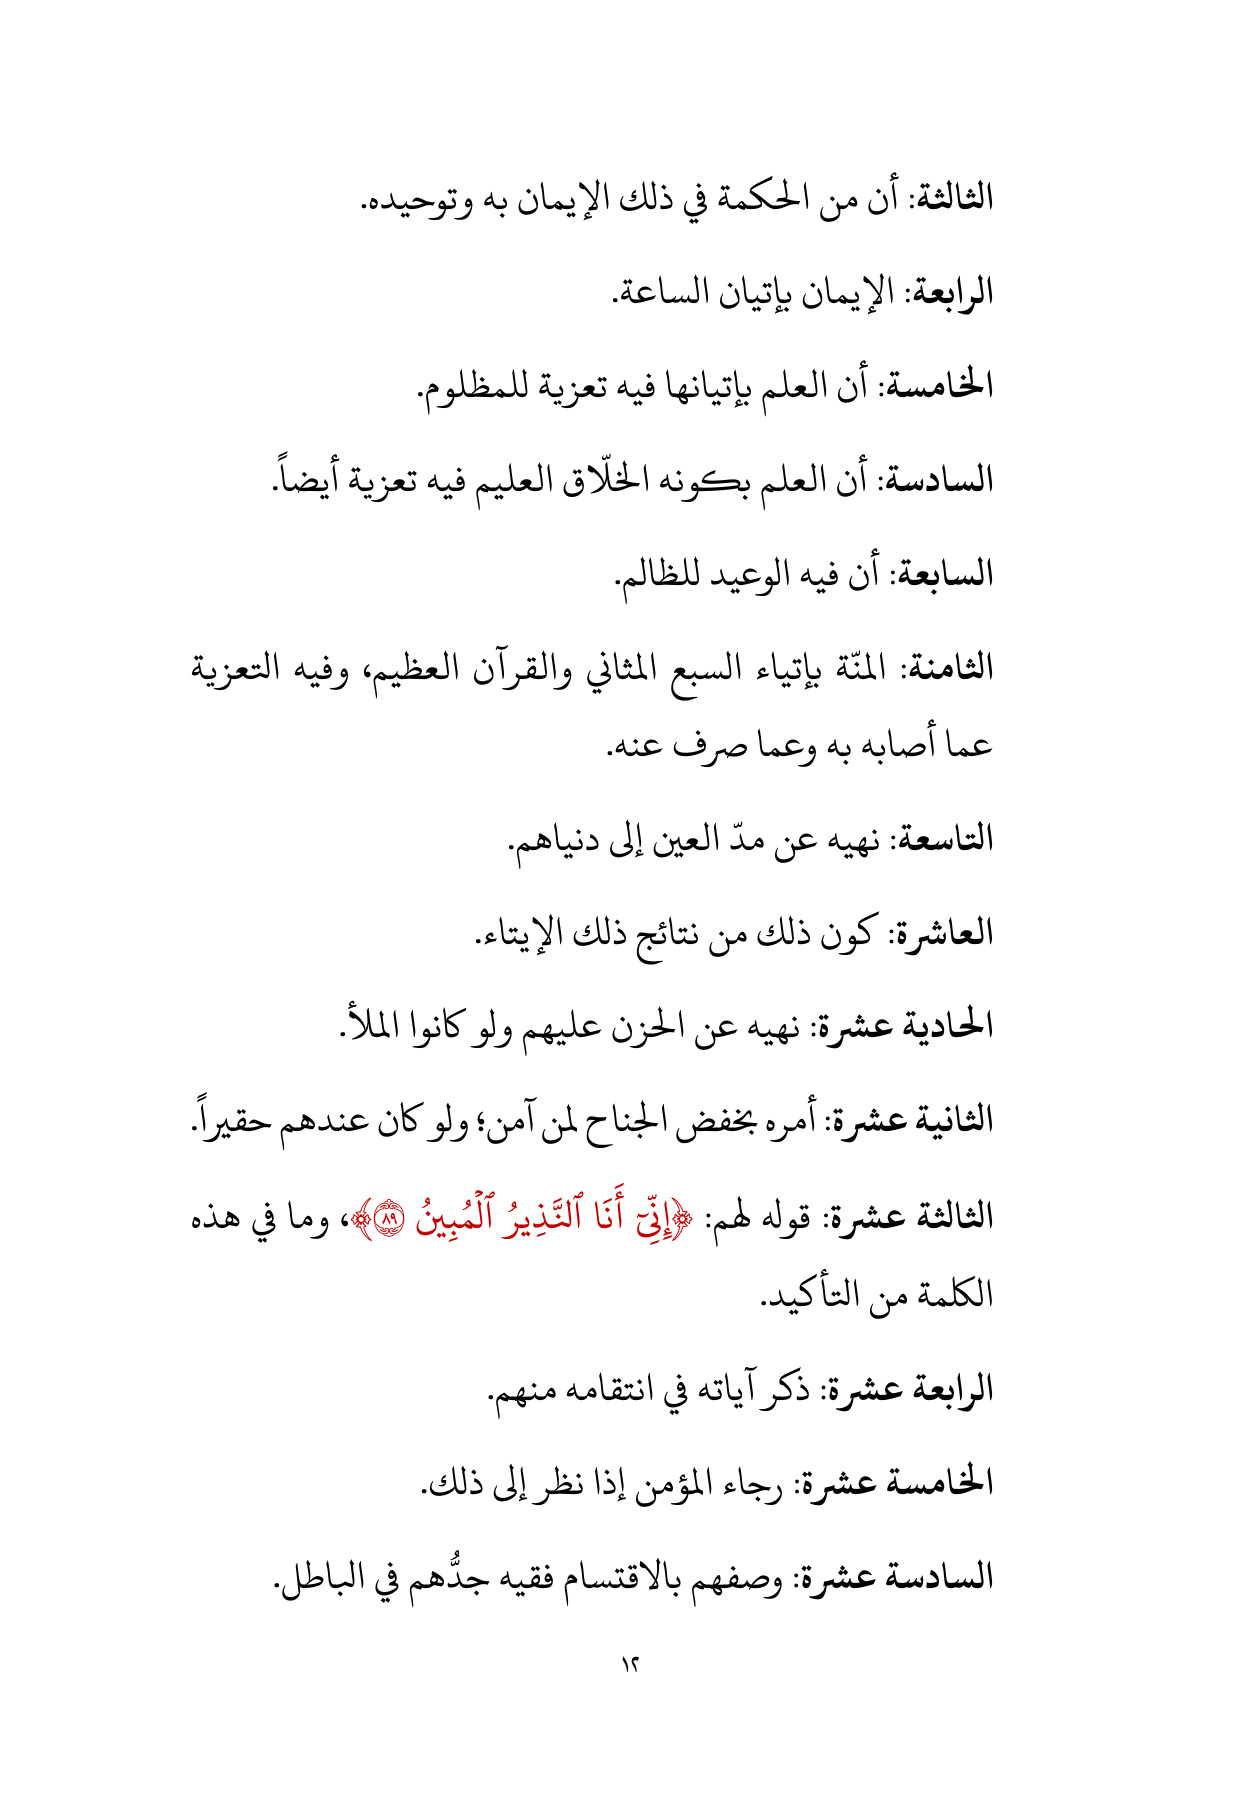 الثالثة: أن من الحكمة في ذلك الإيمان به وتوحيده.
الرابعة: الإيمان بإتيان الساعة.
الخامسة: أن العلم بإتيانها فيه تعزية للمظلوم.
السادسة: أن العلم بكونه الخلّاق العليم فيه تعزية أيضاً.
السابعة: أن فيه الوعيد للظالم.
الثامنة: المنّة بإتياء السبع المثاني والقرآن العظيم، وفيه التعزية
عما أصابه به وعما صرف عنه.
التاسعة: نهيه عن مدّ العين إلى دنياهم.
العاشرة: كون ذلك من نتائج ذلك الإيتاء.
الحادية عشرة: نهيه عن الحزن عليهم ولو كانوا الملأ.
الثانية عشرة: أمره بخفض الجناح لمن آمن؛ ولو كان عندهم حقيراً.
الثالثة عشرة: قوله لهم: ﴿إِنِّيٓ أَنَا ٱلنَّذِيرُ ٱلۡمُبِينُ ٨٩﴾، وما في هذه
الكلمة من التأكيد.
الرابعة عشرة: ذكر آياته في انتقامه منهم.
الخامسة عشرة: رجاء المؤمن إذا نظر إلى ذلك.
السادسة عشرة: وصفهم بالاقتسام فقيه جدُّهم في الباطل.
١٢